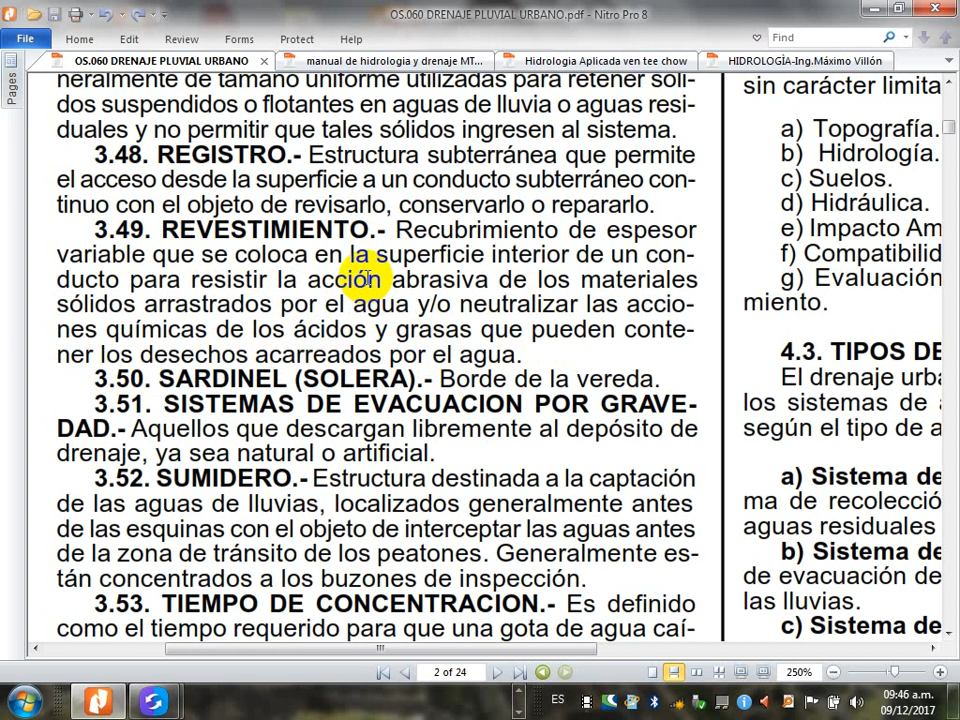 OS.060 DRENAJE PLUVIAL URBANO.pdf - Nitro Pro 8
File Home Edit Review Forms Protect Help Find
OS.060 DRENAJE PLUVIAL URBANO manual de hidrologia y drenaje MT... Hidrologia Aplicada ven tee chow HIDROLOGÍA-Ing.Máximo Villón
Pages
neralmente de tamaño uniforme utilizadas para retener sóli-
dos suspendidos o flotantes en aguas de lluvia o aguas resi-
duales y no permitir que tales sólidos ingresen al sistema.
3.48. REGISTRO.- Estructura subterránea que permite
el acceso desde la superficie a un conducto subterráneo con-
tinuo con el objeto de revisarlo, conservarlo o repararlo.
3.49. REVESTIMIENTO.- Recubrimiento de espesor
variable que se coloca en la superficie interior de un con-
ducto para resistir la acción abrasiva de los materiales
sólidos arrastrados por el agua y/o neutralizar las accio-
nes químicas de los ácidos y grasas que pueden conte-
ner los desechos acarreados por el agua.
3.50. SARDINEL (SOLERA).- Borde de la vereda.
3.51. SISTEMAS DE EVACUACION POR GRAVE-
DAD.- Aquellos que descargan libremente al depósito de
drenaje, ya sea natural o artificial.
3.52. SUMIDERO.- Estructura destinada a la captación
de las aguas de lluvias, localizados generalmente antes
de las esquinas con el objeto de interceptar las aguas antes
de la zona de tránsito de los peatones. Generalmente es-
tán concentrados a los buzones de inspección.
3.53. TIEMPO DE CONCENTRACION.- Es definido
como el tiempo requerido para que una gota de agua caí-
sin carácter limita
a) Topografía.
b) Hidrología.
c) Suelos.
d) Hidráulica.
e) Impacto Am
f) Compatibilid
g) Evaluación
miento.
4.3. TIPOS DE
El drenaje urba
los sistemas de a
según el tipo de a
a) Sistema de
ma de recolecció
aguas residuales
b) Sistema de
de evacuación de
las lluvias.
c) Sistema de
2 of 24 250%
ES 09:46 a.m.
09/12/2017